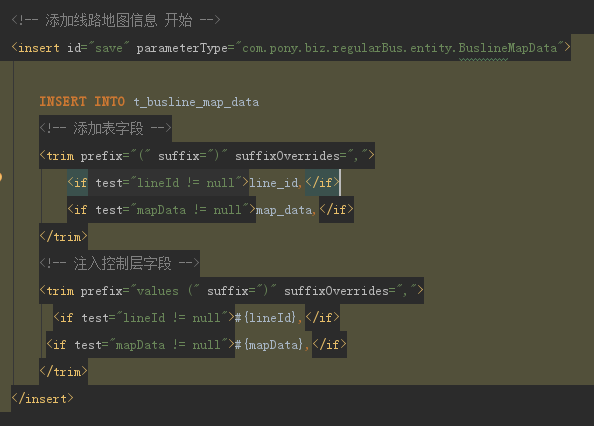 <!-- 添加线路地图信息 开始 -->
<insert id="save" parameterType="com.pony.biz.regularBus.entity.BuslineMapData">
INSERT INTO t_busline_map_data
<!-- 添加表字段 -->
<trim prefix="(" suffix=")" suffixOverrides=",">
<if test="lineId != null">line_id,</if>
<if test="mapData != null">map_data,</if>
</trim>
<!-- 注入控制层字段 -->
<trim prefix="values (" suffix=")" suffixOverrides=",">
<if test="lineId != null">#{lineId},</if>
<if test="mapData != null">#{mapData},</if>
</trim>
</insert>